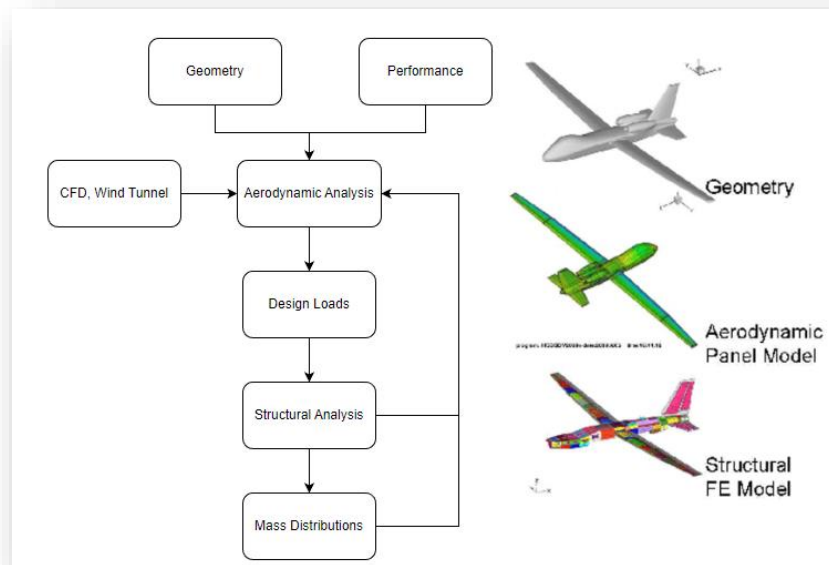 Geometry
Performance
CFD, Wind Tunnel
Aerodynamic Analysis
Design Loads
Structural Analysis
Mass Distributions
Geometry
Aerodynamic
Panel Model
Structural
FE Model